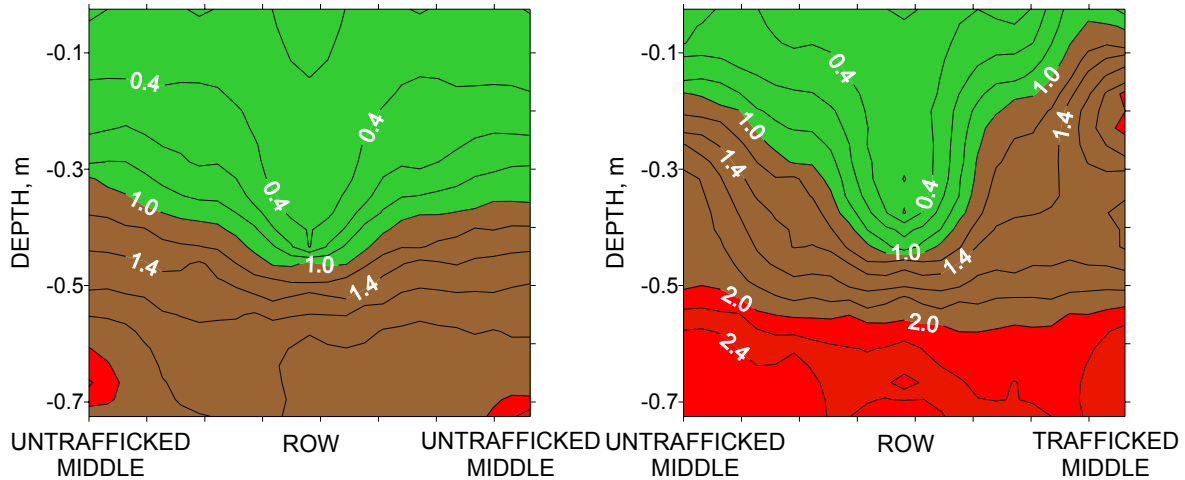 -0.1
-0.3
-0.5
-0.7
DEPTH, m
0.4
0.4
0.4
1.0
1.0
1.4
1.4
UNTRAFFICKED
MIDDLE
ROW
UNTRAFFICKED
MIDDLE
-0.1
-0.3
-0.5
-0.7
DEPTH, m
0.4
0.4
1.0
1.0
1.0
1.4
1.4
1.4
2.0
2.0
2.4
UNTRAFFICKED
MIDDLE
ROW
TRAFFICKED
MIDDLE